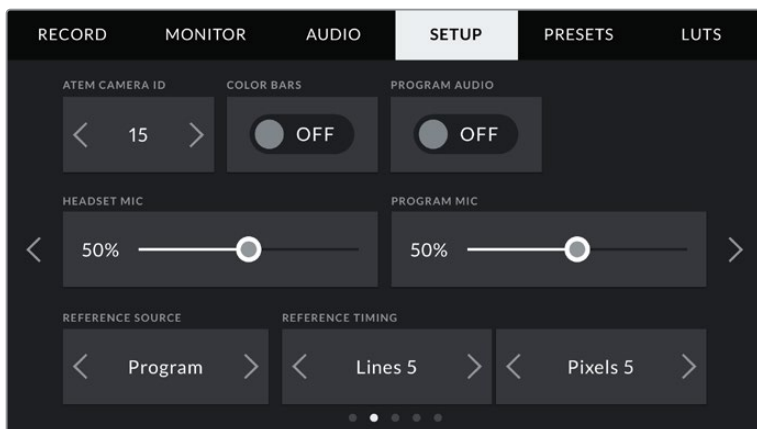 RECORD MONITOR AUDIO SETUP PRESETS LUTS
ATEM CAMERA ID COLOR BARS PROGRAM AUDIO
15 OFF OFF
HEADSET MIC PROGRAM MIC
50% 50%
REFERENCE SOURCE REFERENCE TIMING
Program Lines 5 Pixels 5